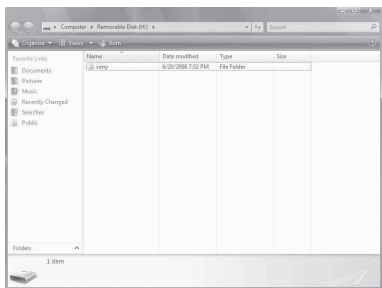 Computer ▸ Removable Disk (H:) ▸
Search
Organize Views Burn
Favorite Links
Documents
Pictures
Music
Recently Changed
Searches
Public
Folders
Name Date modified Type Size
sony 6/20/2008 7:32 PM File Folder
1 item